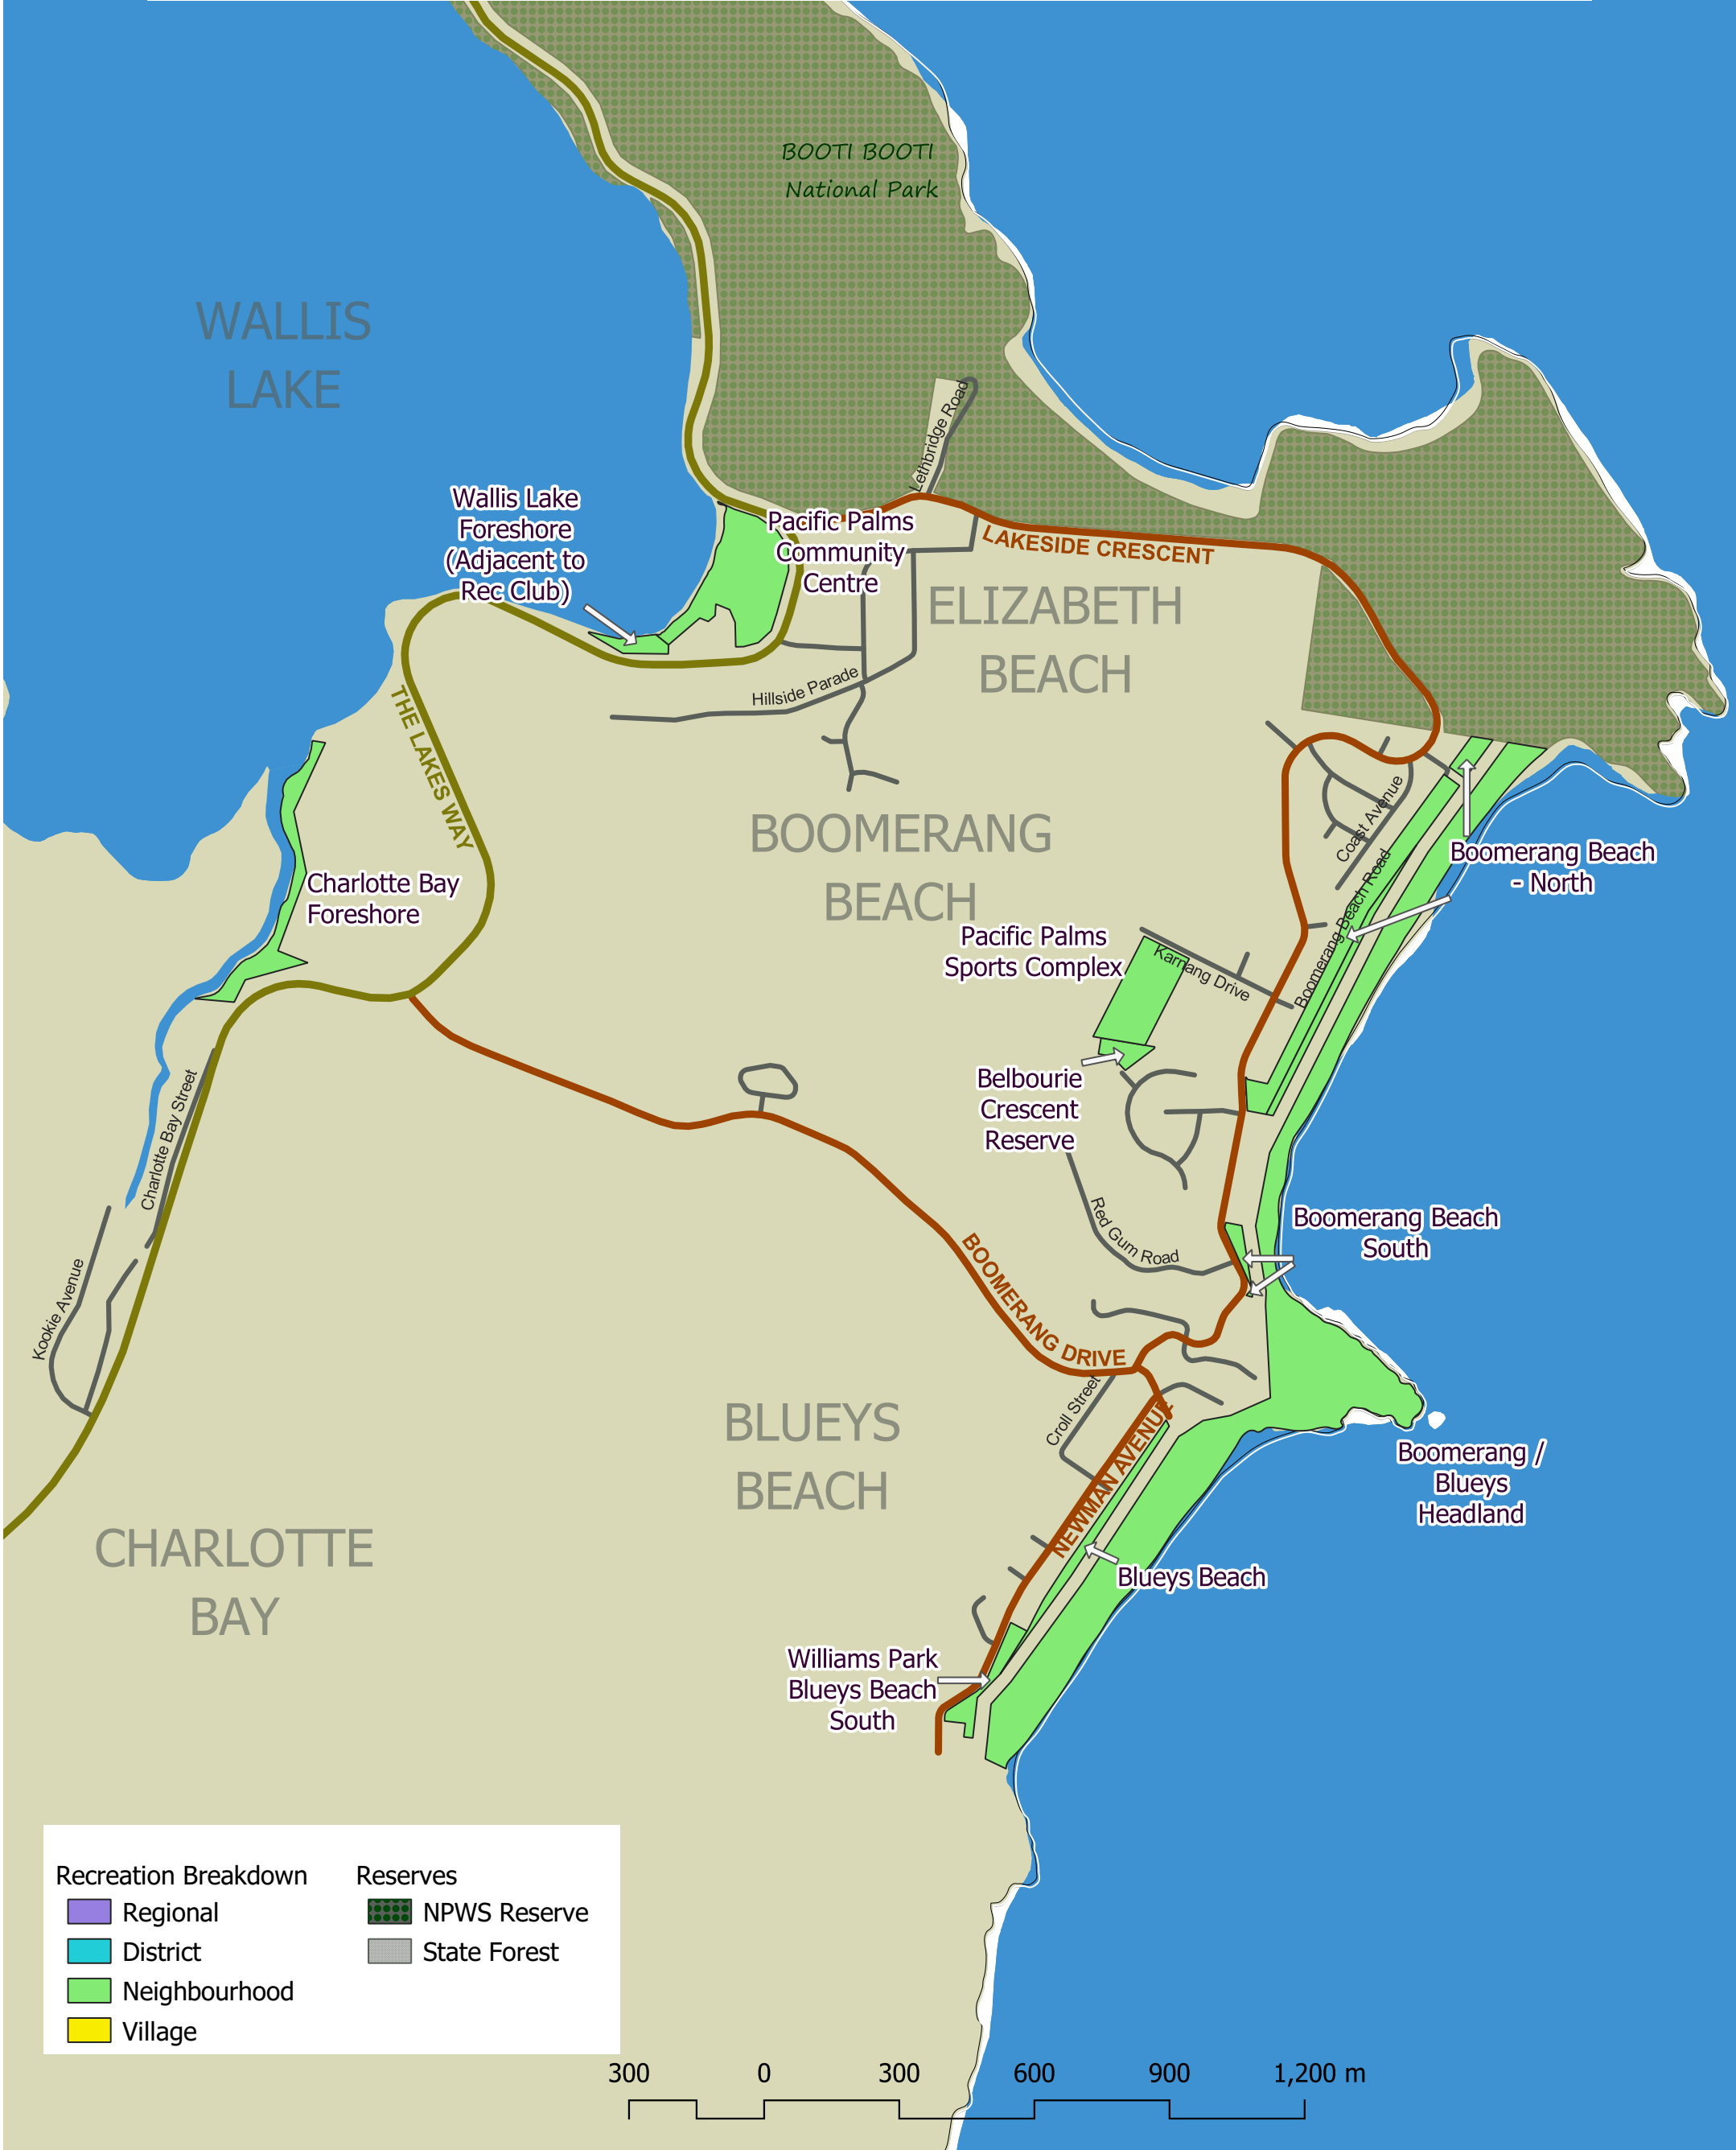 BOOTI BOOTI
National Park
WALLIS
LAKE
Lethbridge Road
Wallis Lake
Foreshore
(Adjacent to
Rec Club)
Pacific Palms
Community
Centre
LAKESIDE CRESCENT
ELIZABETH
BEACH
Hillside Parade
THE LAKES WAY
BOOMERANG
BEACH
Coast Avenue
Boomerang Beach Road
Boomerang Beach
- North
Charlotte Bay
Foreshore
Pacific Palms
Sports Complex
Karnang Drive
Belbourie
Crescent
Reserve
Charlotte Bay Street
Red Gum Road
Boomerang Beach
South
Kookie Avenue
BOOMERANG DRIVE
Croll Street
NEWMAN AVENUE
BLUEYS
BEACH
Boomerang /
Blueys
Headland
CHARLOTTE
BAY
Blueys Beach
Williams Park
Blueys Beach
South
Recreation Breakdown
Regional
District
Neighbourhood
Village
Reserves
NPWS Reserve
State Forest
300 0 300 600 900 1,200 m